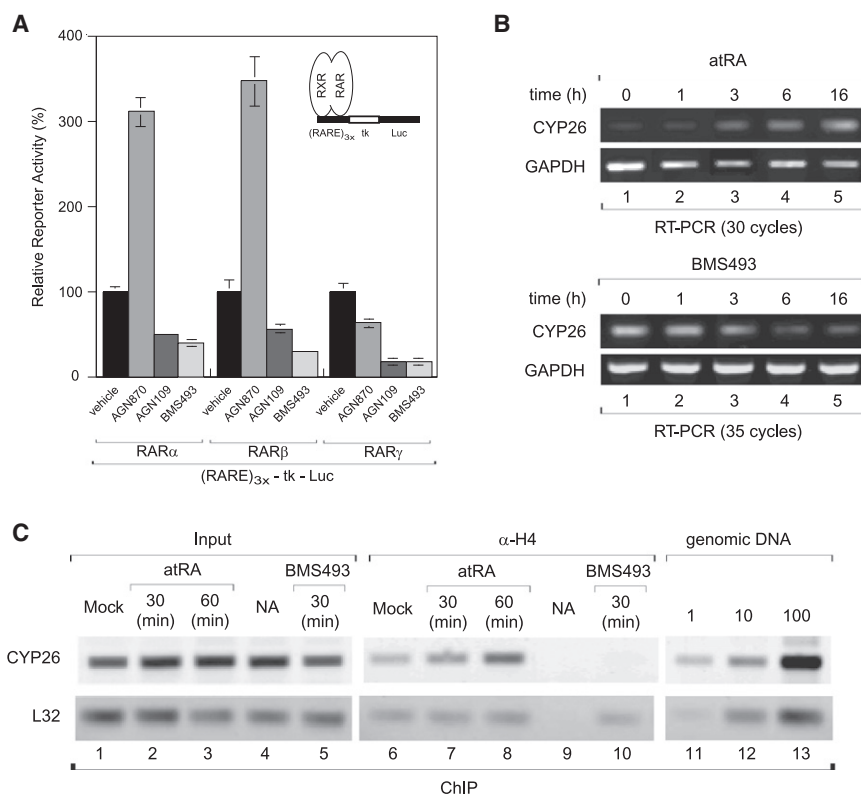 A
Relative Reporter Activity (%)
400
300
200
100
0
RXR
RAR
(RARE)3x tk Luc
vehicle AGN870 AGN109 BMS493 vehicle AGN870 AGN109 BMS493 vehicle AGN870 AGN109 BMS493
RARα RARβ RARγ
(RARE)3x - tk - Luc
B
atRA
time (h) 0 1 3 6 16
CYP26
GAPDH
1 2 3 4 5
RT-PCR (30 cycles)
BMS493
time (h) 0 1 3 6 16
CYP26
GAPDH
1 2 3 4 5
RT-PCR (35 cycles)
C
Input α-H4 genomic DNA
atRA BMS493 atRA BMS493
Mock 30 (min) 60 (min) NA 30 (min) Mock 30 (min) 60 (min) NA 30 (min) 1 10 100
CYP26
L32
1 2 3 4 5 6 7 8 9 10 11 12 13
ChIP